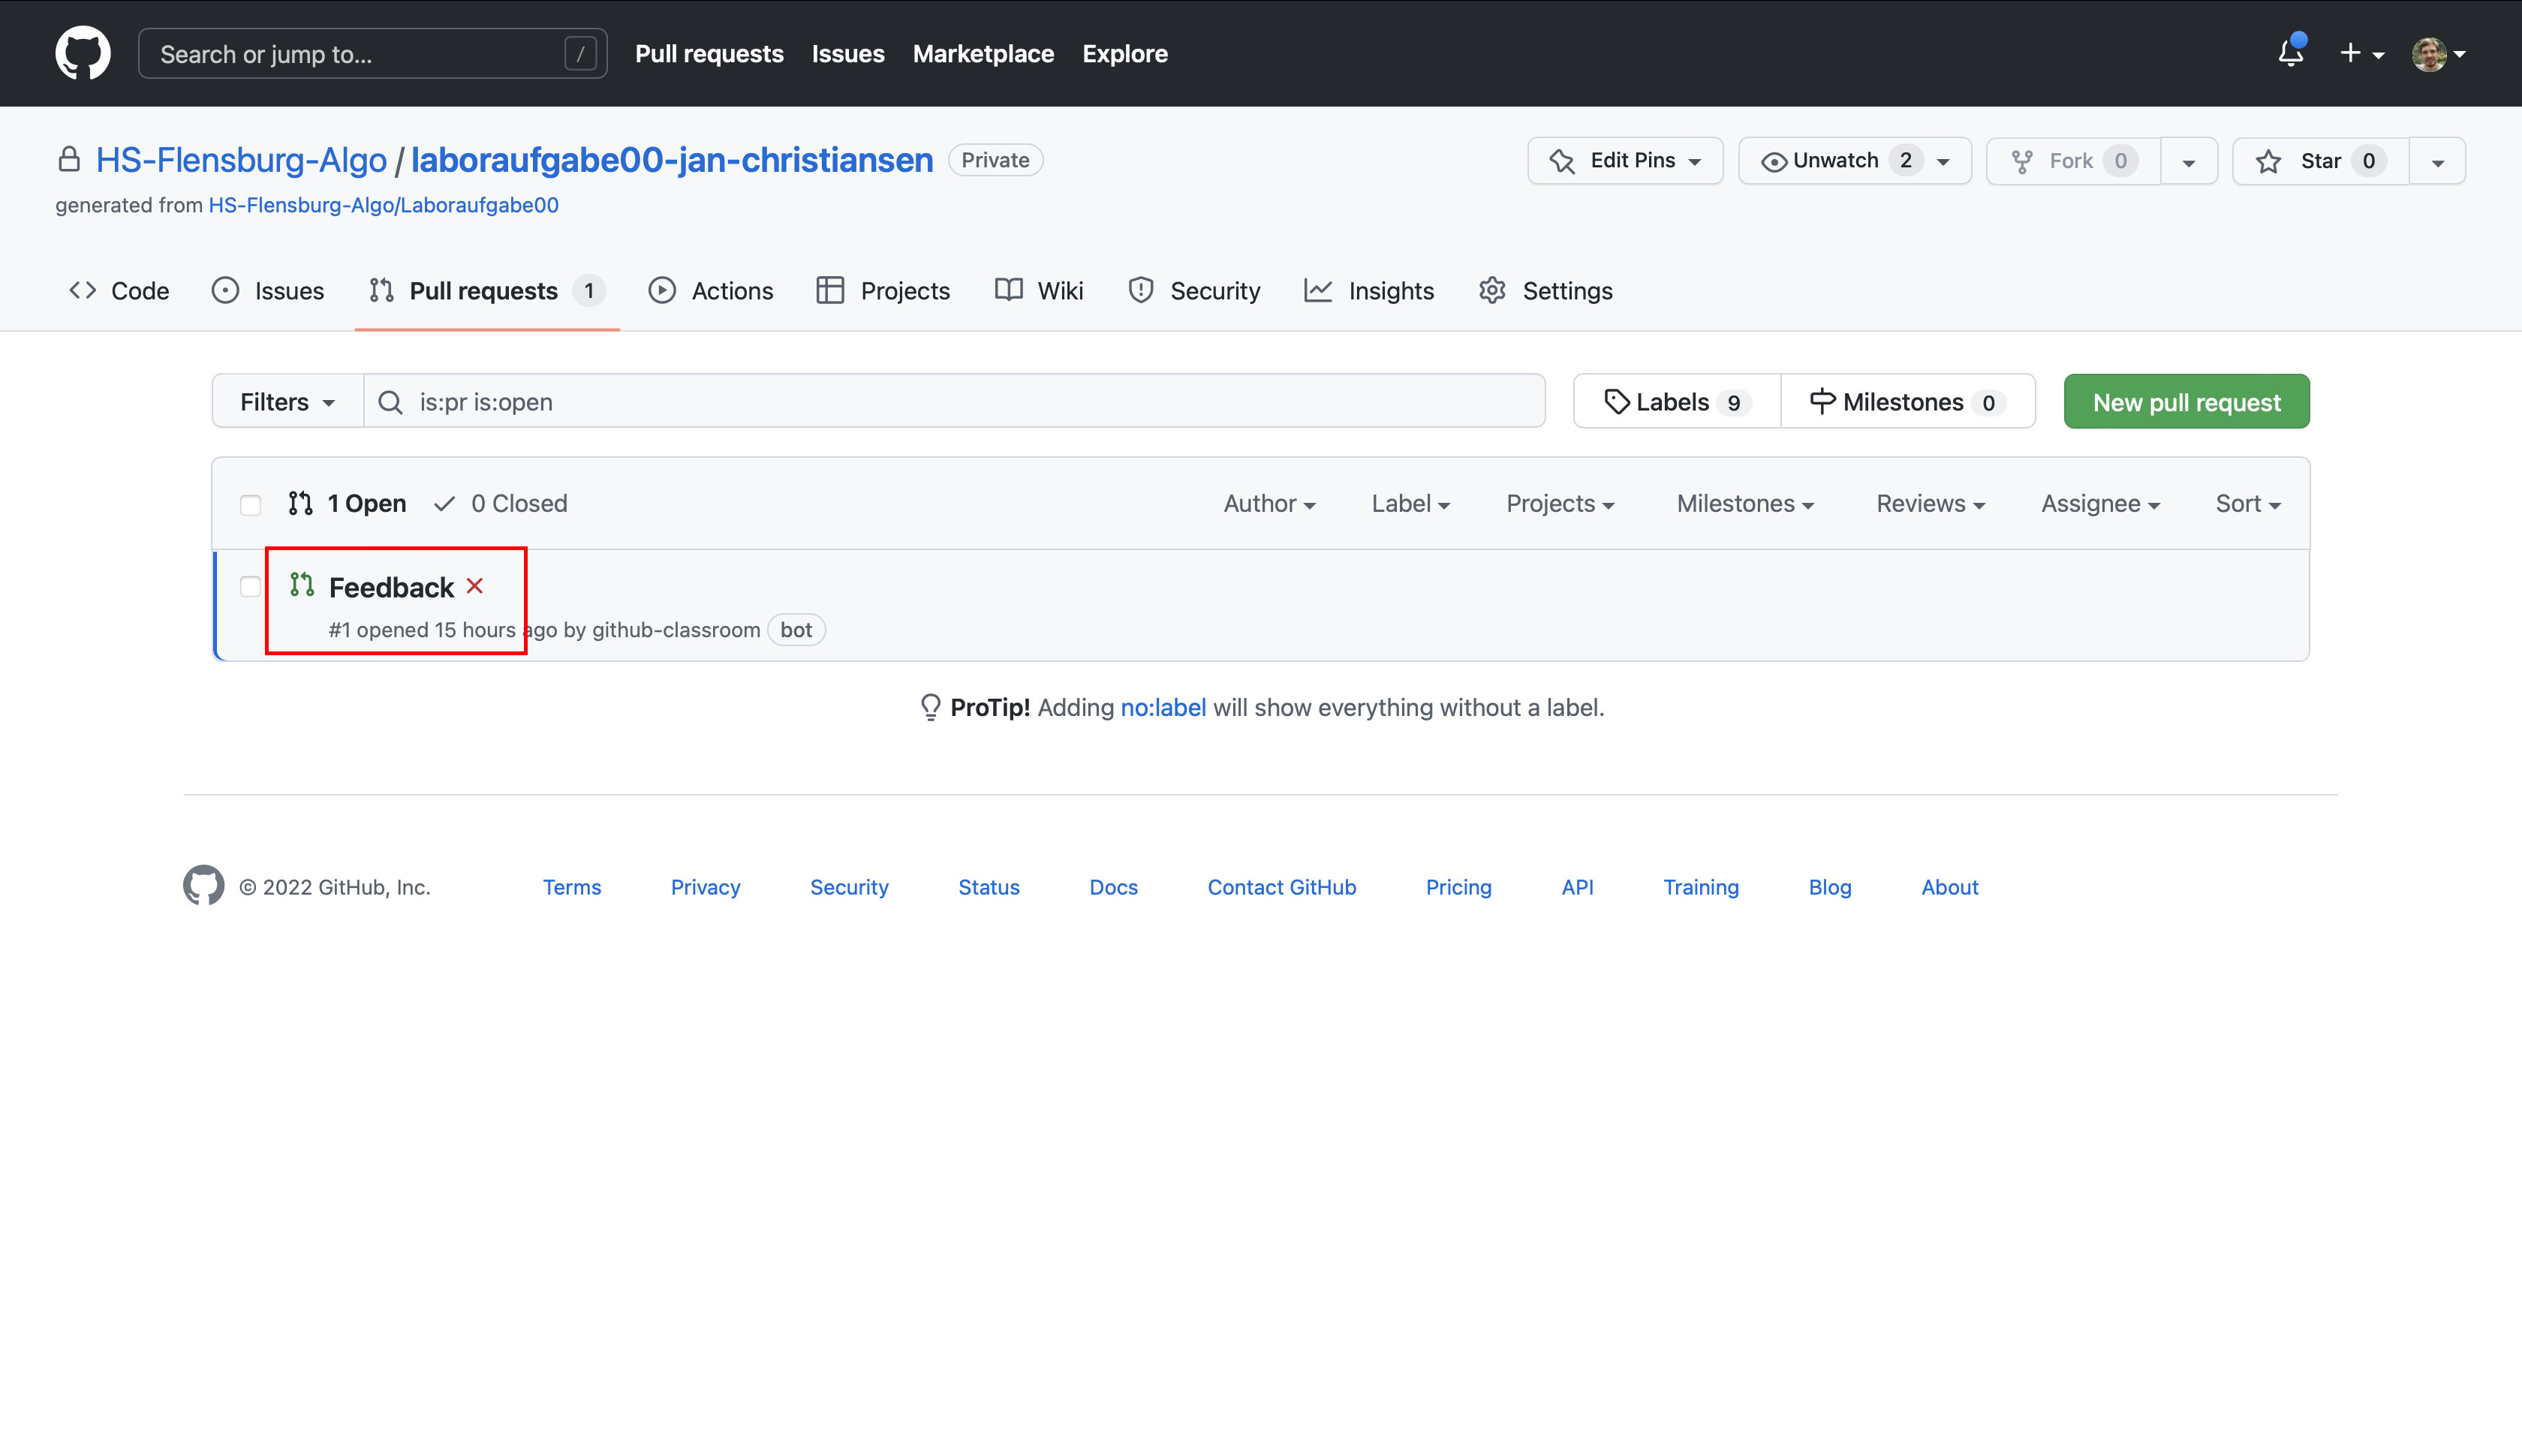 Search or jump to... / Pull requests Issues Marketplace Explore
HS-Flensburg-Algo / laboraufgabe00-jan-christiansen Private Edit Pins Unwatch 2 Fork 0 Star 0
generated from HS-Flensburg-Algo/Laboraufgabe00
Code Issues Pull requests 1 Actions Projects Wiki Security Insights Settings
Filters is:pr is:open Labels 9 Milestones 0 New pull request
1 Open 0 Closed Author Label Projects Milestones Reviews Assignee Sort
Feedback
#1 opened 15 hours ago by github-classroom bot
ProTip! Adding no:label will show everything without a label.
© 2022 GitHub, Inc. Terms Privacy Security Status Docs Contact GitHub Pricing API Training Blog About